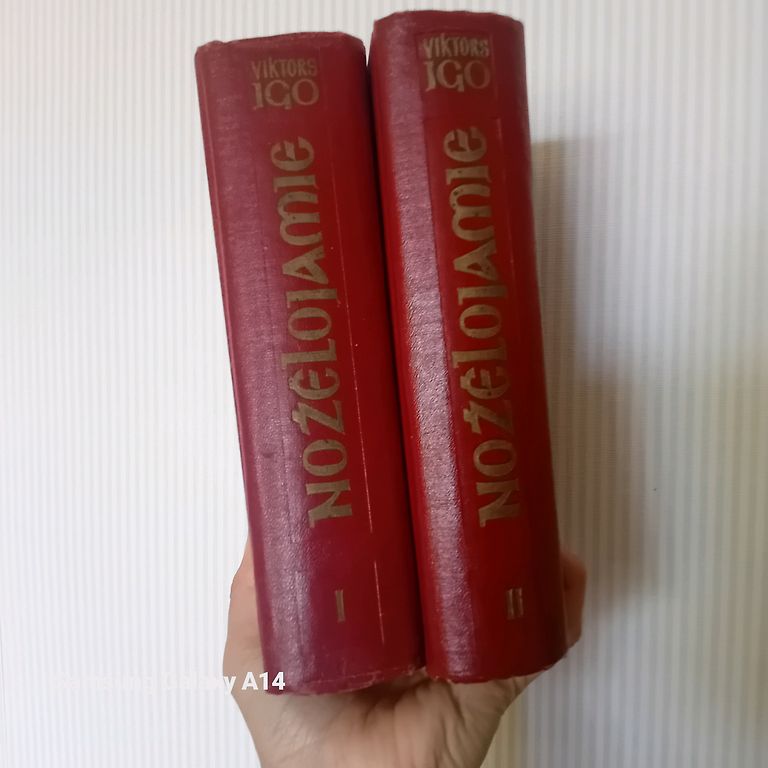 VIKTORS
IGO
NOŽĒLOJAMIE
I
VIKTORS
IGO
NOŽĒLOJAMIE
II
Samsung Galaxy A14